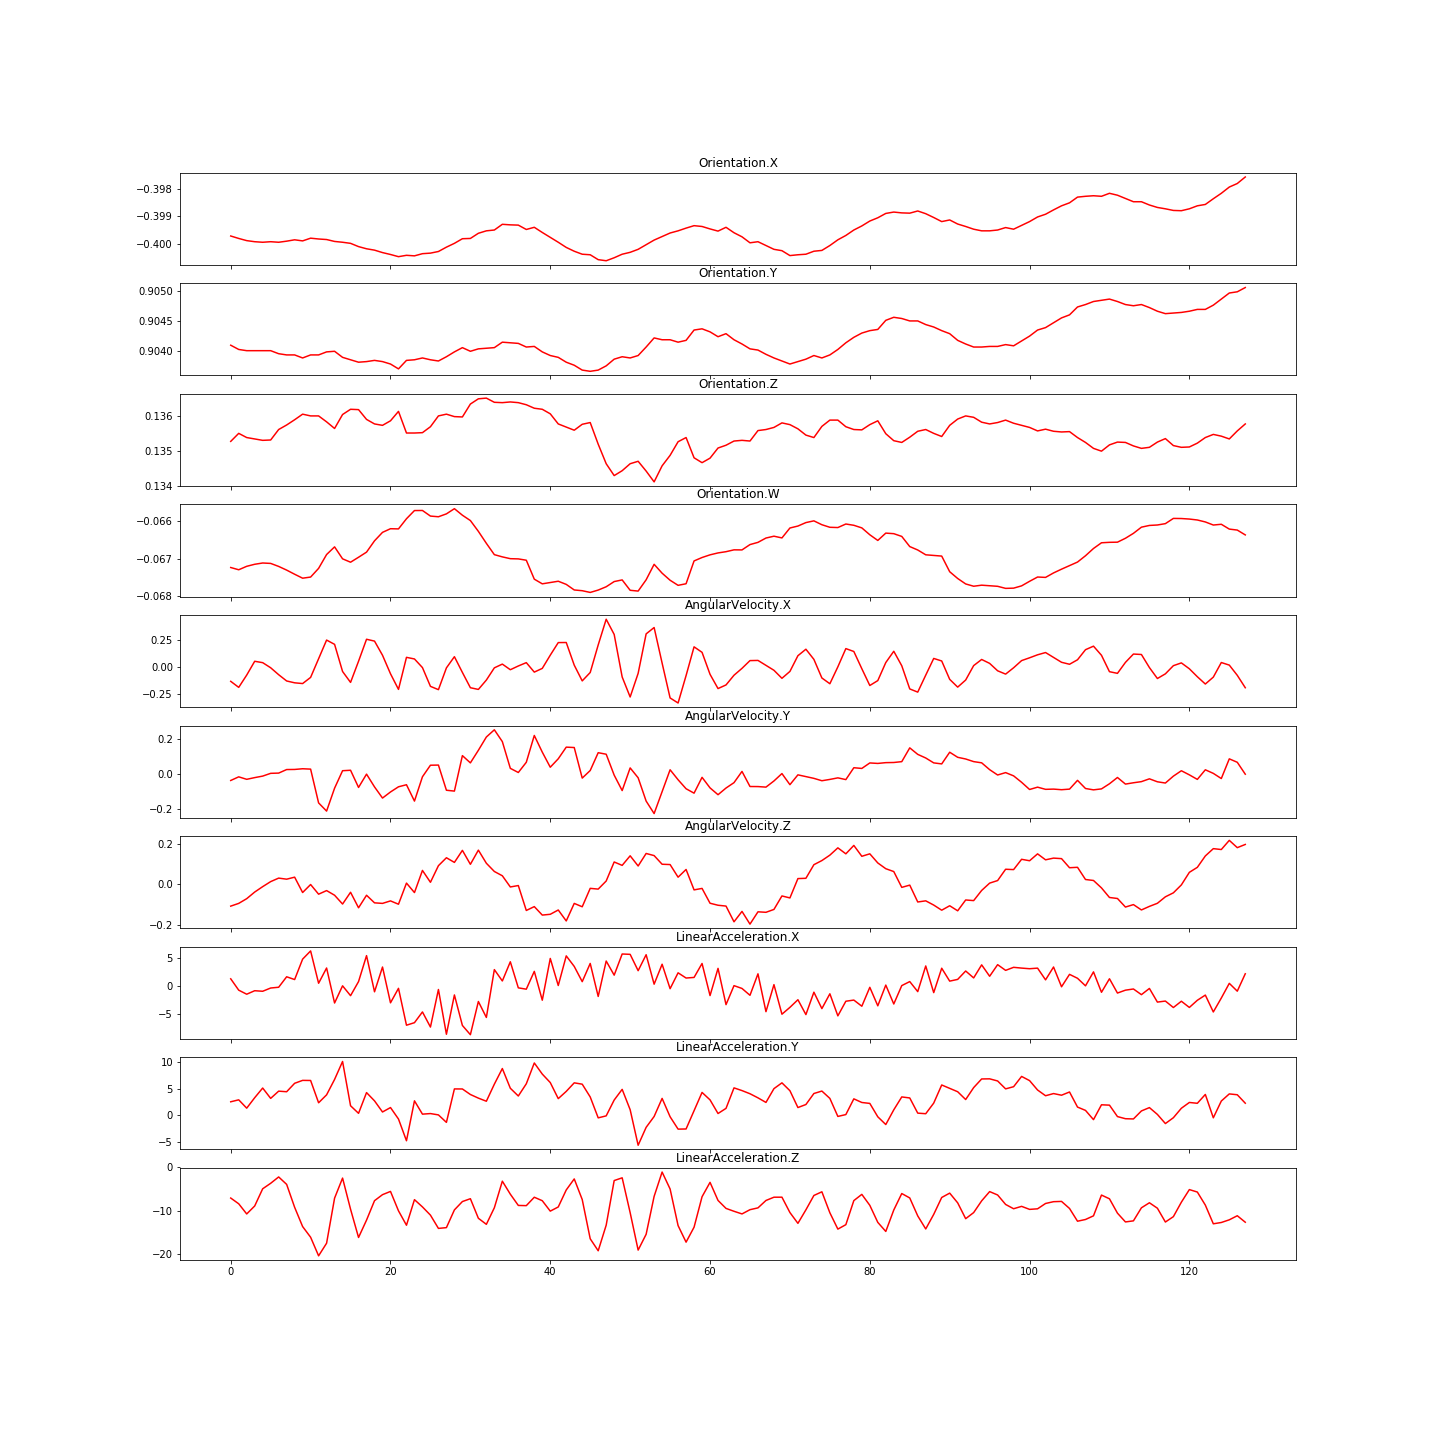 Orientation.X
−0.398
−0.399
−0.400
Orientation.Y
0.9050
0.9045
0.9040
Orientation.Z
0.136
0.135
0.134
Orientation.W
−0.066
−0.067
−0.068
AngularVelocity.X
0.25
0.00
−0.25
AngularVelocity.Y
0.2
0.0
−0.2
AngularVelocity.Z
0.2
0.0
−0.2
LinearAcceleration.X
5
0
−5
LinearAcceleration.Y
10
5
0
−5
LinearAcceleration.Z
0
−10
−20
0 20 40 60 80 100 120